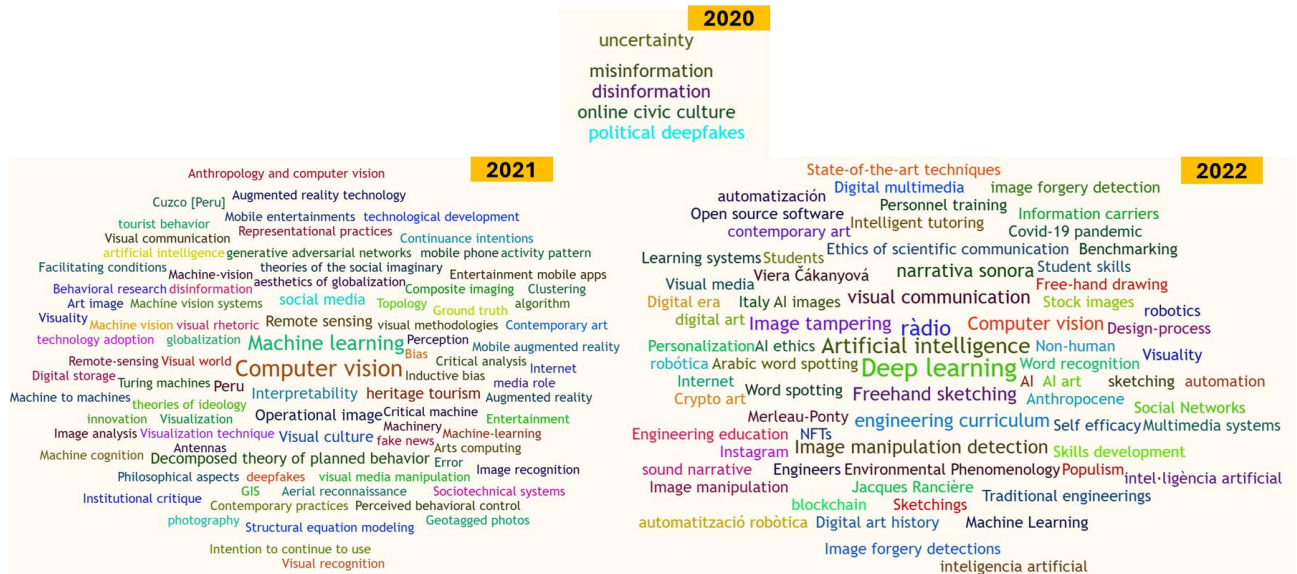 2020
uncertainty
misinformation
disinformation
online civic culture
political deepfakes
2021
Anthropology and computer vision
Cuzco [Peru] Augmented reality technology
tourist behavior Mobile entertainments technological development
Visual communication Representational practices Continuance intentions
artificial intelligence generative adversarial networks mobile phone activity pattern
Facilitating conditions Machine-vision theories of the social imaginary Entertainment mobile apps
Behavioral research disinformation aesthetics of globalization Composite imaging Clustering
Art image Machine vision systems social media Topology Ground truth algorithm
Visuality Machine vision visual rhetoric Remote sensing visual methodologies Contemporary art
technology adoption globalization Machine learning Perception Mobile augmented reality
Remote-sensing Visual world Computer vision Bias Critical analysis Internet
Digital storage Turing machines Peru Inductive bias media role
Machine to machines theories of ideology Interpretability heritage tourism Augmented reality
innovation Visualization Operational image Critical machine Entertainment
Image analysis Visualization technique Visual culture Machinery Machine-learning
Antennas fake news Arts computing
Machine cognition Decomposed theory of planned behavior Error Image recognition
Philosophical aspects deepfakes visual media manipulation
Institutional critique GIS Aerial reconnaissance Sociotechnical systems
Contemporary practices Perceived behavioral control
photography Structural equation modeling Geotagged photos
Intention to continue to use
Visual recognition
2022
State-of-the-art techniques
automatización Digital multimedia image forgery detection
Open source software Personnel training Information carriers
contemporary art Intelligent tutoring Covid-19 pandemic
Learning systems Students Ethics of scientific communication Benchmarking
Visual media Viera Čákanyová narrativa sonora Student skills
Free-hand drawing
Digital era Italy AI images visual communication Stock images robotics
digital art Image tampering ràdio Computer vision Design-process
Personalization AI ethics Artificial intelligence Non-human Visuality
robótica Arabic word spotting Deep learning Word recognition
Internet Word spotting Freehand sketching AI AI art sketching automation
Crypto art Anthropocene Social Networks
Merleau-Ponty engineering curriculum Self efficacy Multimedia systems
Engineering education NFTs Image manipulation detection Skills development
Instagram
sound narrative Engineers Environmental Phenomenology Populism intel·ligència artificial
Image manipulation Jacques Rancière Traditional engineerings
blockchain Sketchings
automatització robòtica Digital art history Machine Learning
Image forgery detections
inteligencia artificial